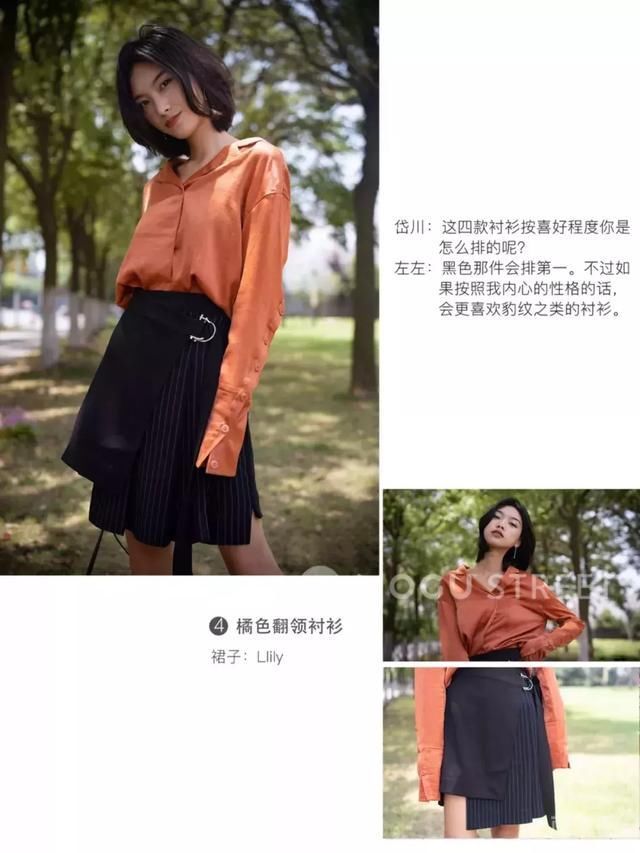 岱川：这四款衬衫按喜好程度你是
怎么排的呢？
左左：黑色那件会排第一。不过如
果按照我内心的性格的话，
会更喜欢豹纹之类的衬衫。
OGU STREET
❹ 橘色翻领衬衫
裙子：Llily